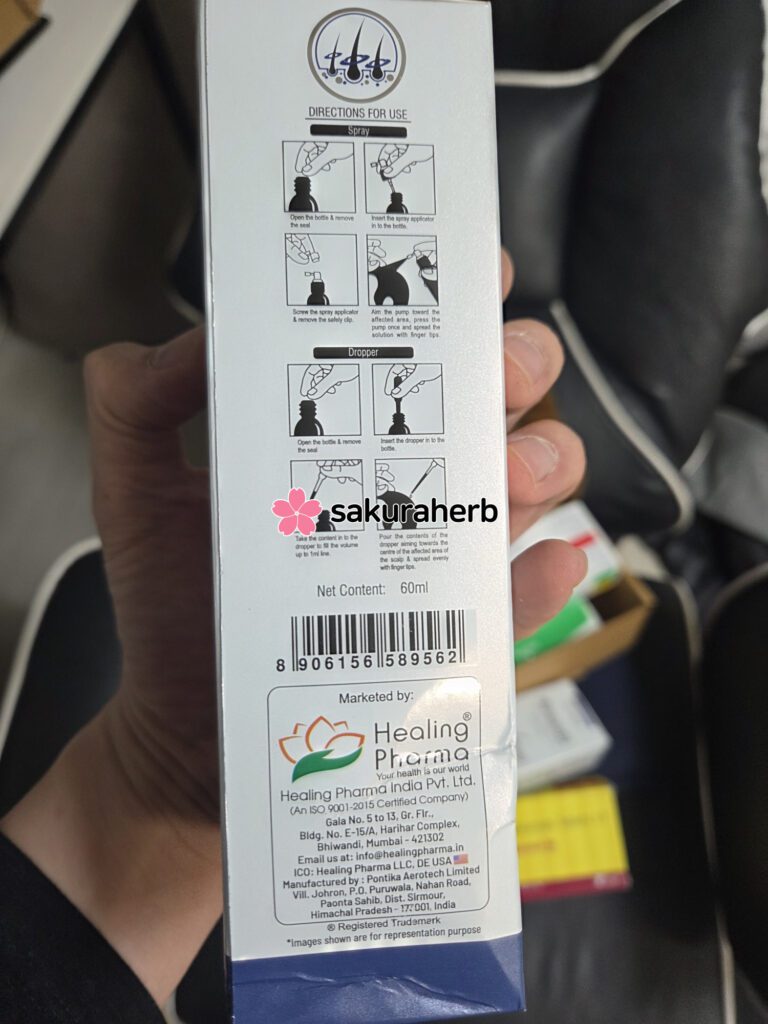 DIRECTIONS FOR USE
Spray
Open the bottle & remove
the seal
Insert the spray applicator
in to the bottle.
Screw the spray applicator
& remove the safety clip.
Aim the pump toward the
affected area, press the
pump once and spread the
solution with finger tips.
Dropper
Open the bottle & remove
the seal
Insert the dropper in to the
bottle.
sakuraherb
Take the content in to the
dropper to fill the volume
up to 1ml line.
Pour the contents of the
dropper aiming towards the
centre of the affected area of
the scalp & spread evenly
with finger tips.
Net Content: 60ml
8 906156 589562
Marketed by:
Healing®
Pharma
Your health is our world
Healing Pharma India Pvt. Ltd.
(An ISO 9001-2015 Certified Company)
Gala No. 5 to 13, Gr. Flr.,
Bldg. No. E-15/A, Harihar Complex,
Bhiwandi, Mumbai - 421302
Email us at: info@healingpharma.in
ICO: Healing Pharma LLC, DE USA
Manufactured by : Pontika Aerotech Limited
Vill. Johron, P.O. Puruwala, Nahan Road,
Paonta Sahib, Dist. Sirmour,
Himachal Pradesh - 173001, India
® Registered Trademark
*Images shown are for representation purpose